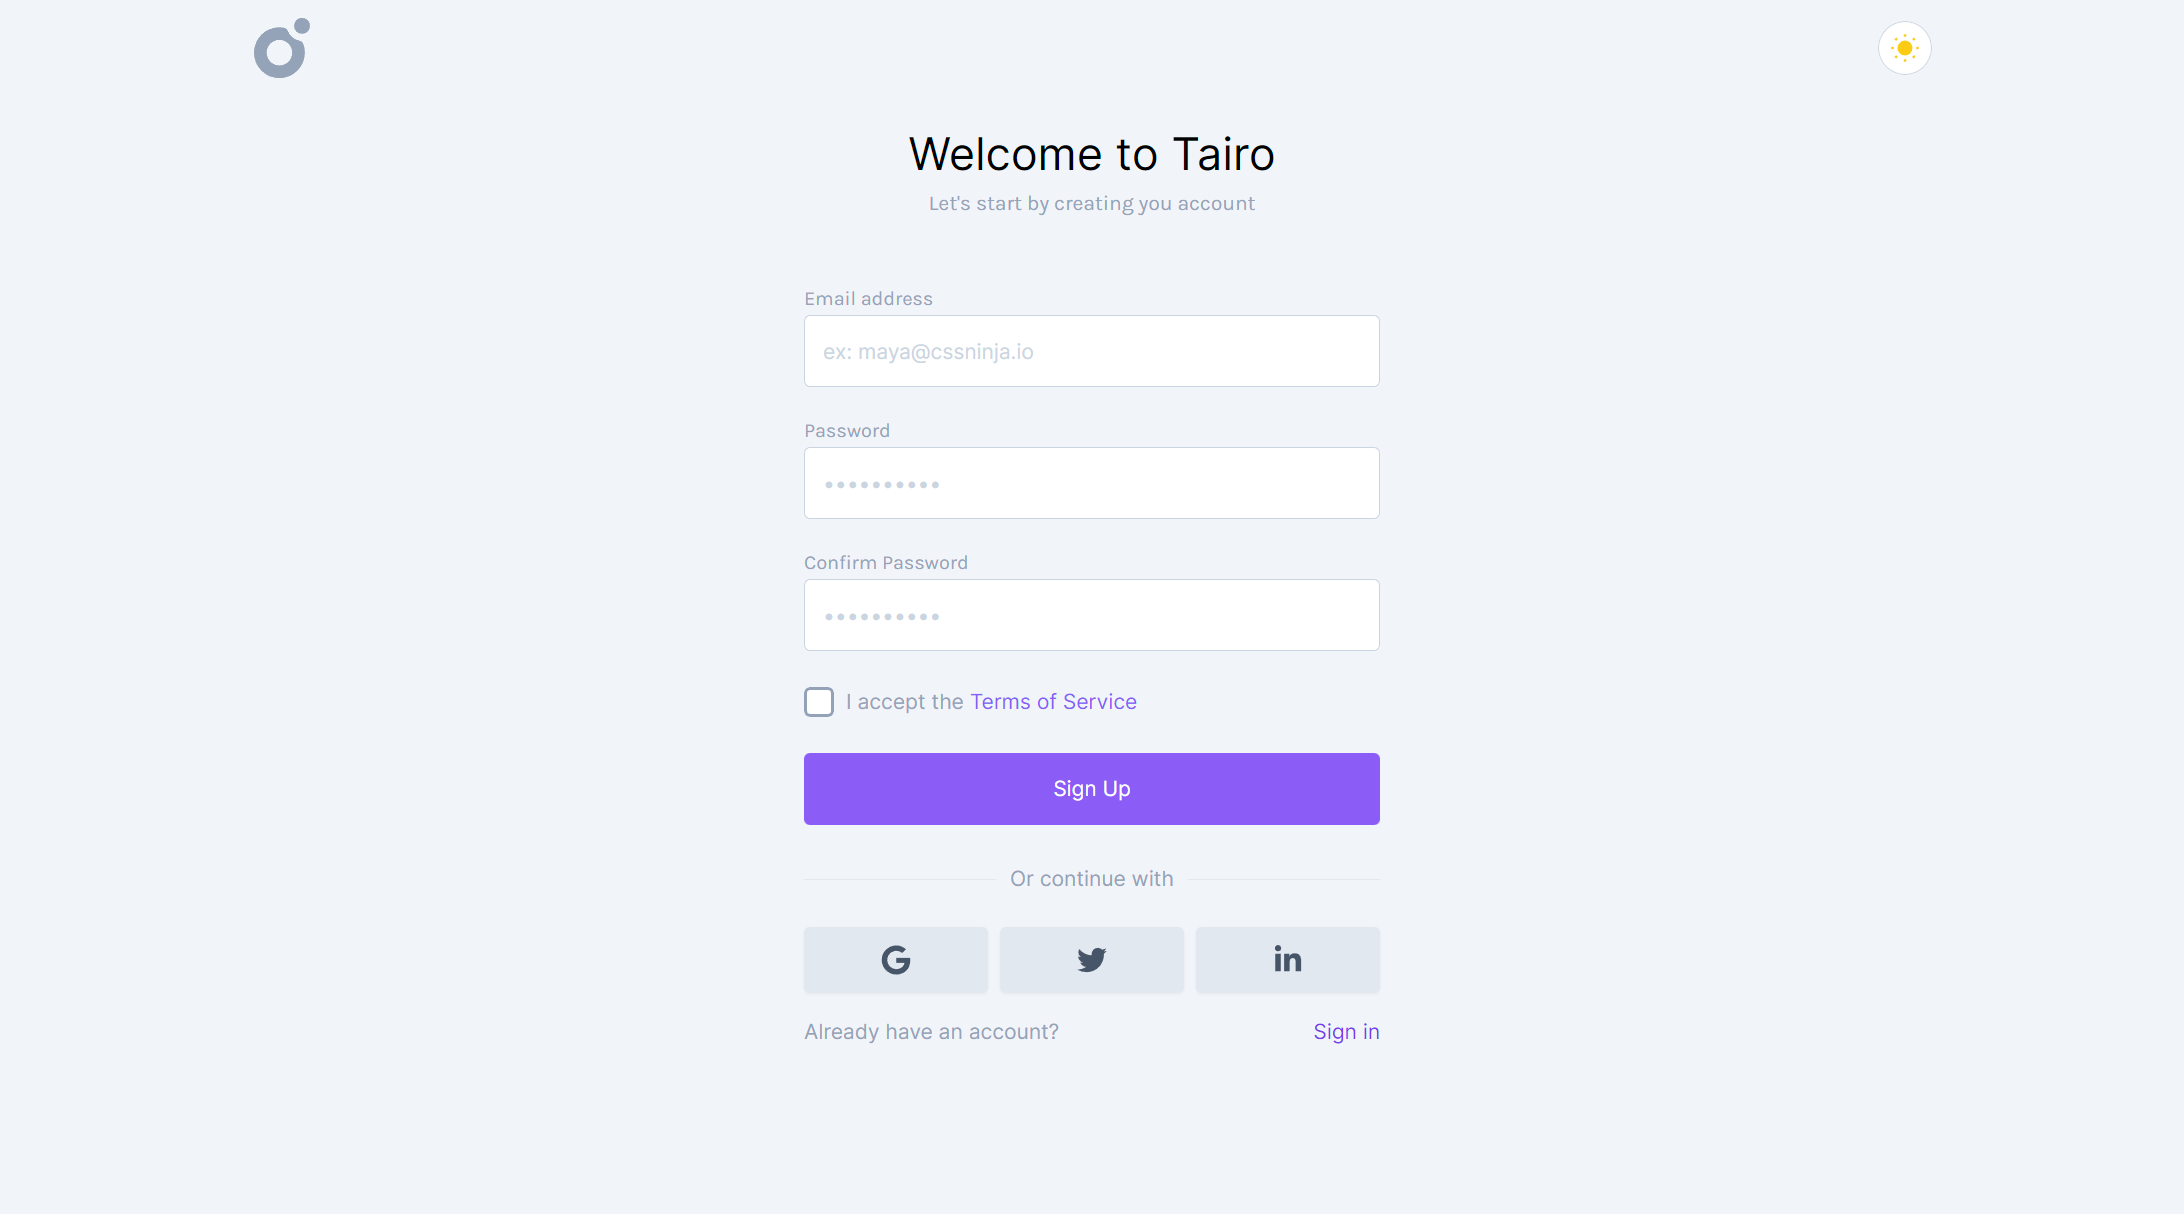 Welcome to Tairo
Let's start by creating you account
Email address
ex: maya@cssninja.io
Password
••••••••••
Confirm Password
••••••••••
I accept the Terms of Service
Sign Up
Or continue with
Already have an account? Sign in